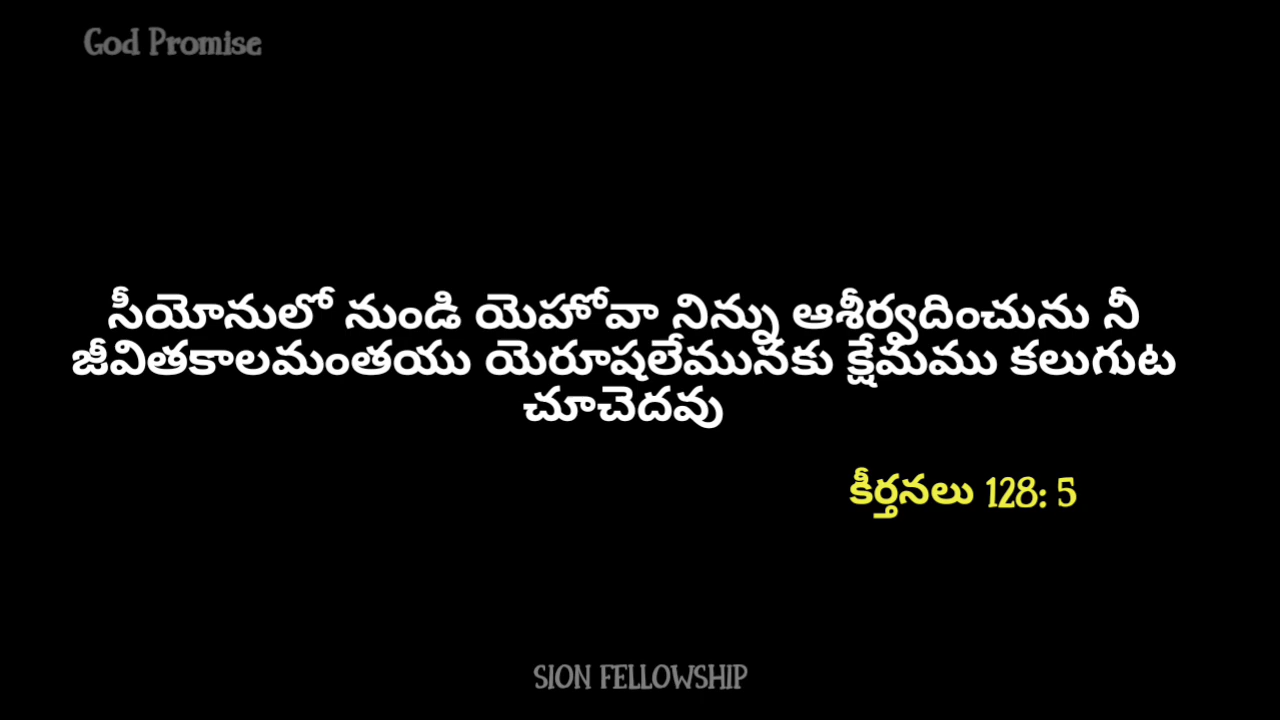 God Promise
సీయోనులో నుండి యెహోవా నిన్ను ఆశీర్వదించును నీ
జీవితకాలమంతయు యెరూషలేమునకు క్షేమము కలుగుట
చూచెదవు
కీర్తనలు 128: 5
SION FELLOWSHIP